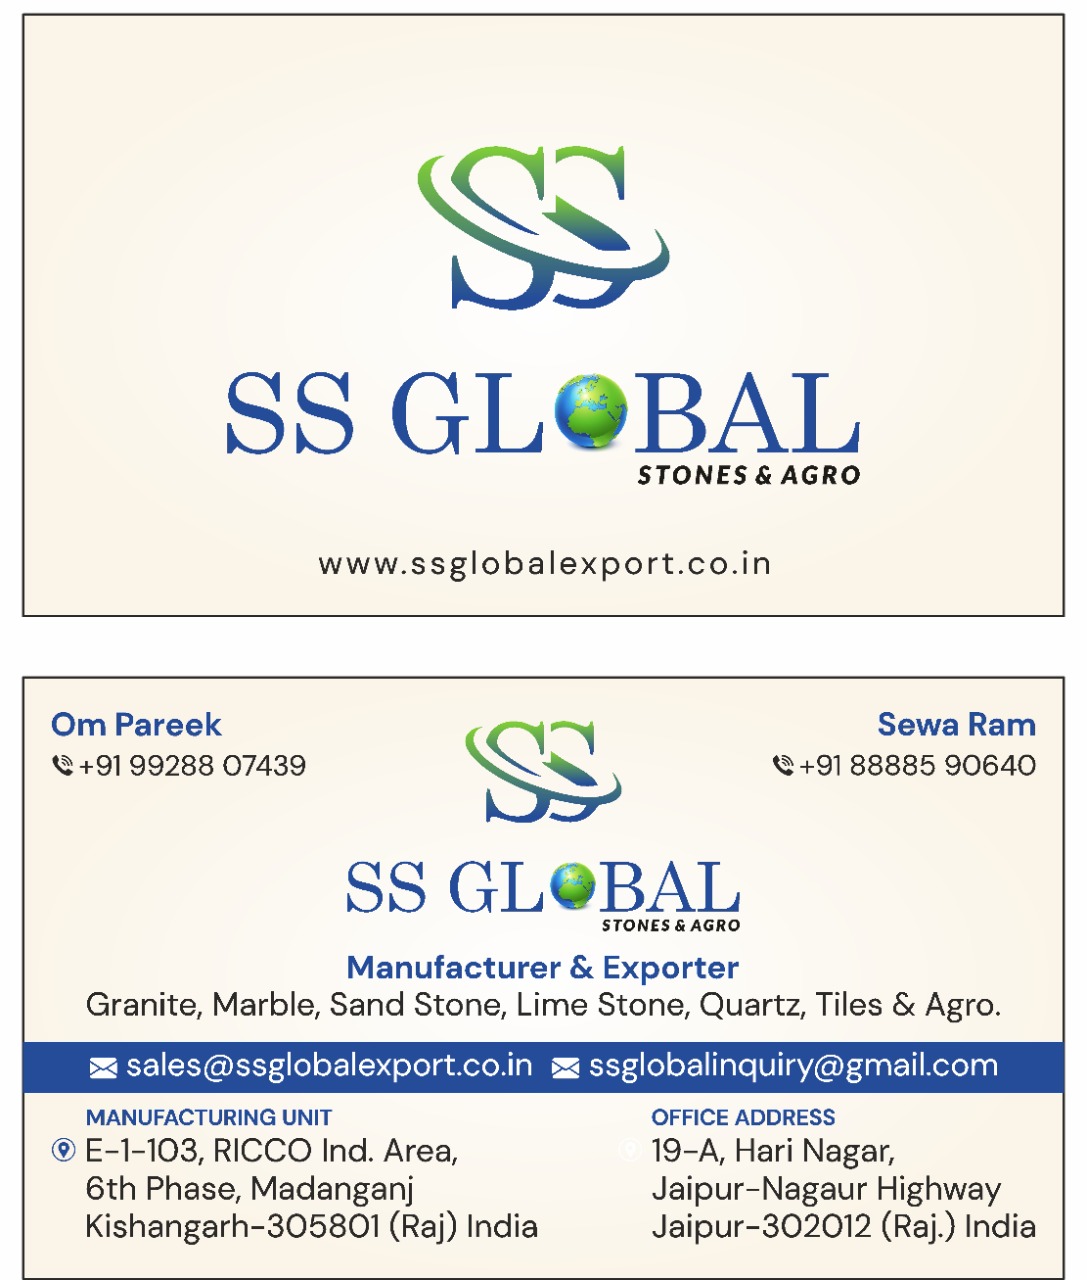 SS
SS GLOBAL
STONES & AGRO
www.ssglobalexport.co.in
Om Pareek
+91 99288 07439
Sewa Ram
+91 88885 90640
SS
SS GLOBAL
STONES & AGRO
Manufacturer & Exporter
Granite, Marble, Sand Stone, Lime Stone, Quartz, Tiles & Agro.
sales@ssglobalexport.co.in ssglobalinquiry@gmail.com
MANUFACTURING UNIT
E-1-103, RICCO Ind. Area,
6th Phase, Madanganj
Kishangarh-305801 (Raj) India
OFFICE ADDRESS
19-A, Hari Nagar,
Jaipur-Nagaur Highway
Jaipur-302012 (Raj.) India